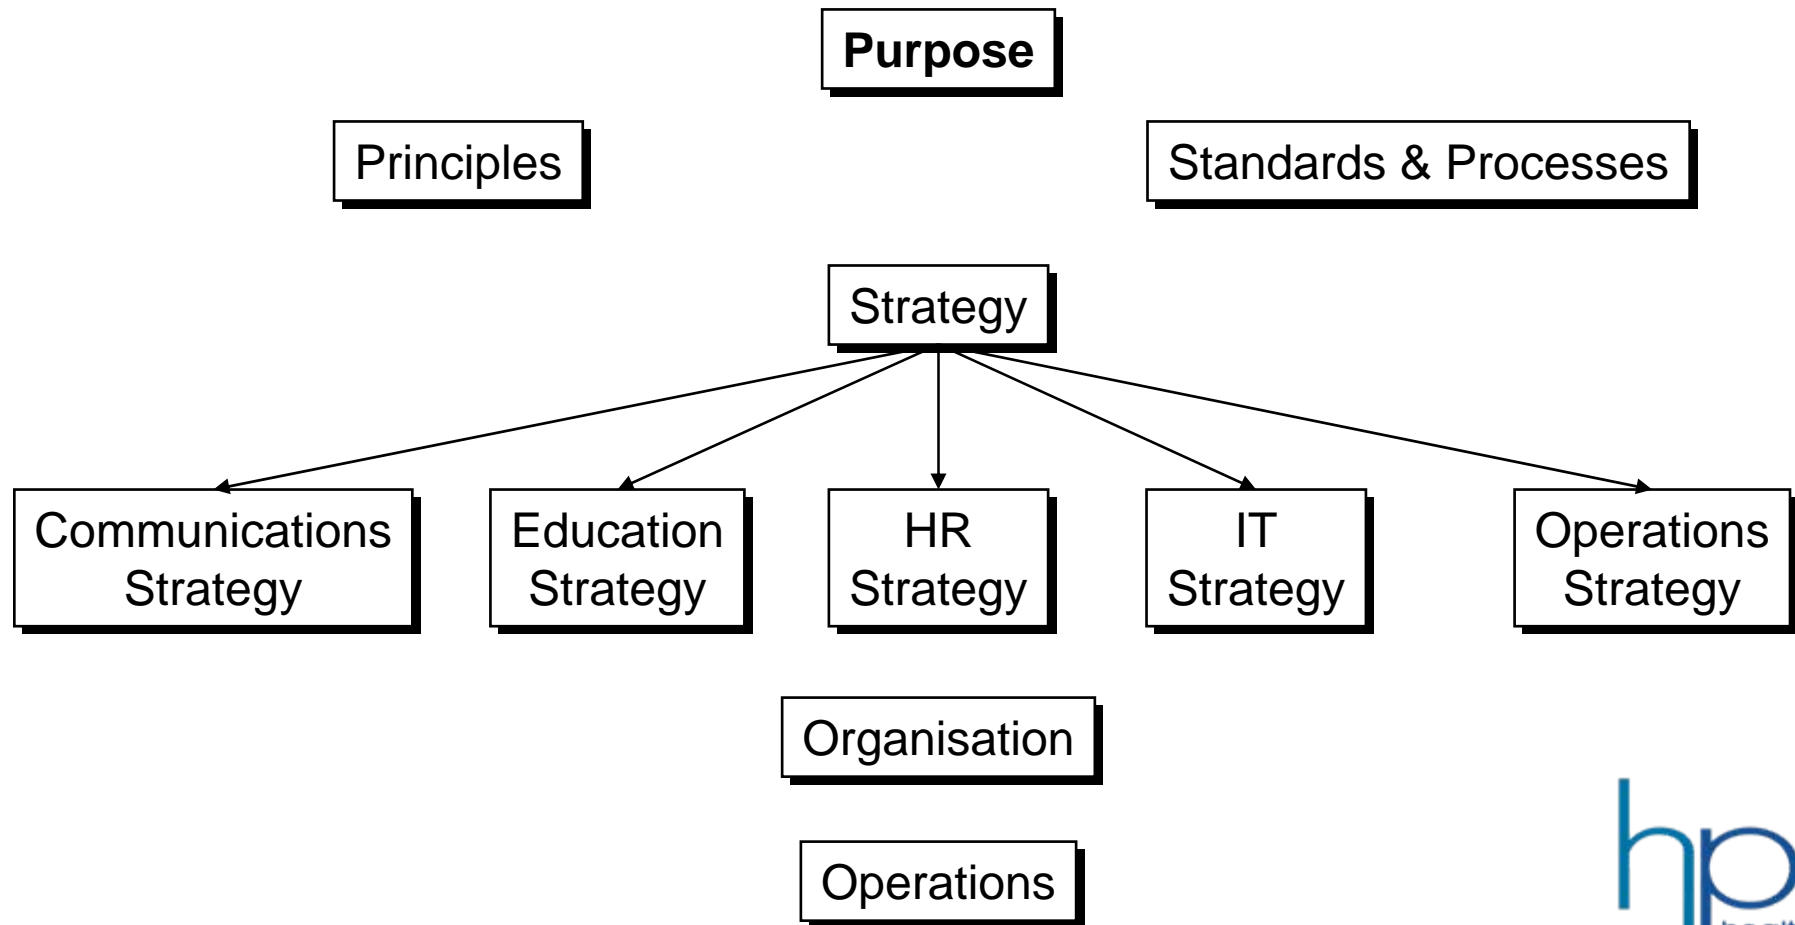 Purpose
Principles
Standards & Processes
Strategy
Communications
Strategy
Education
Strategy
HR
Strategy
IT
Strategy
Operations
Strategy
Organisation
Operations
hp